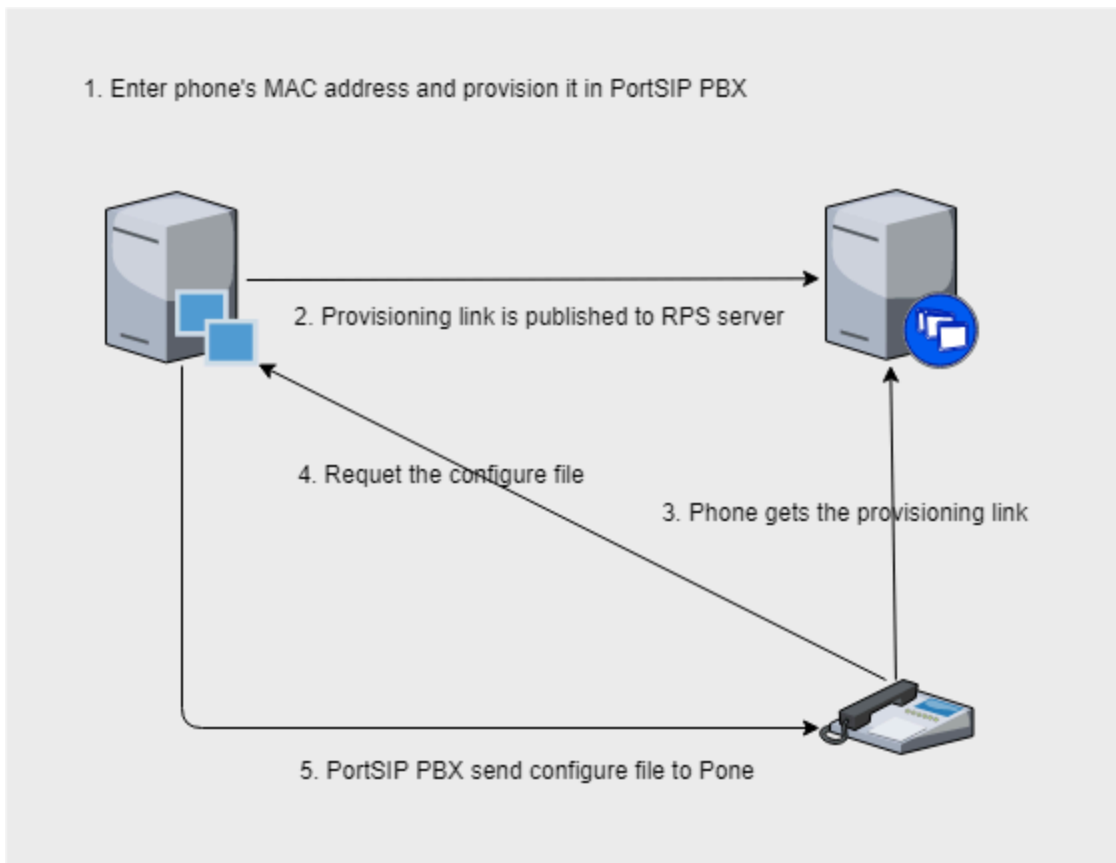 1. Enter phone's MAC address and provision it in PortSIP PBX
2. Provisioning link is published to RPS server
4. Requet the configure file
3. Phone gets the provisioning link
5. PortSIP PBX send configure file to Pone